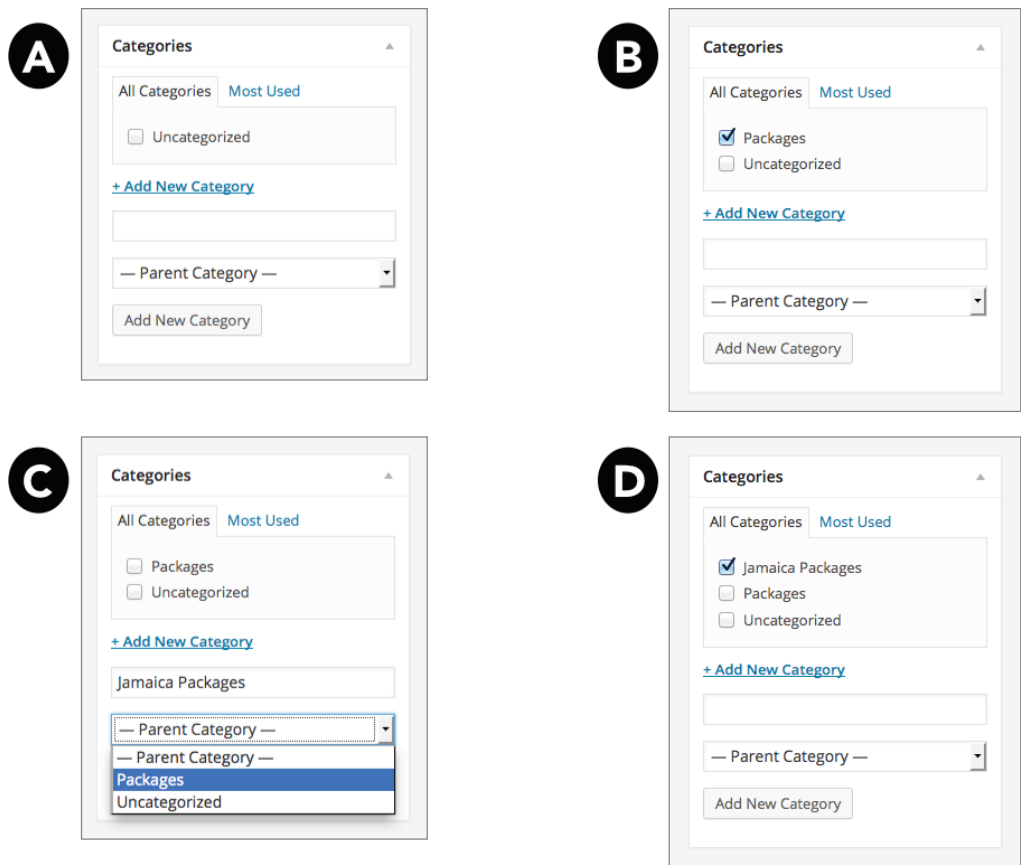 A
Categories
All Categories Most Used
Uncategorized
+ Add New Category
— Parent Category —
Add New Category
B
Categories
All Categories Most Used
Packages
Uncategorized
+ Add New Category
— Parent Category —
Add New Category
C
Categories
All Categories Most Used
Packages
Uncategorized
+ Add New Category
Jamaica Packages
— Parent Category —
— Parent Category —
Packages
Uncategorized
D
Categories
All Categories Most Used
Jamaica Packages
Packages
Uncategorized
+ Add New Category
— Parent Category —
Add New Category